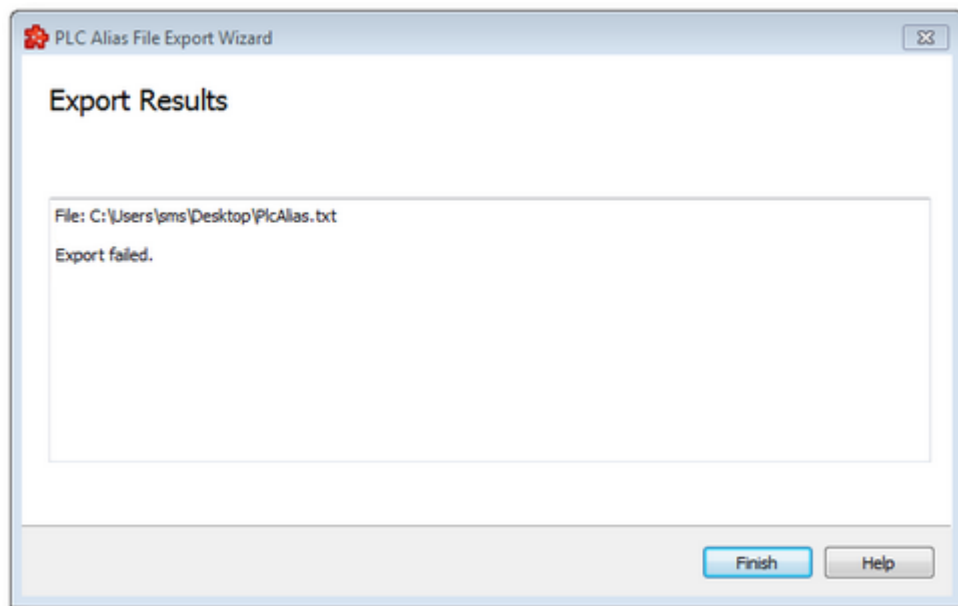 PLC Alias File Export Wizard
Export Results
File: C:\Users\sms\Desktop\PlcAlias.txt
Export failed.
Finish
Help